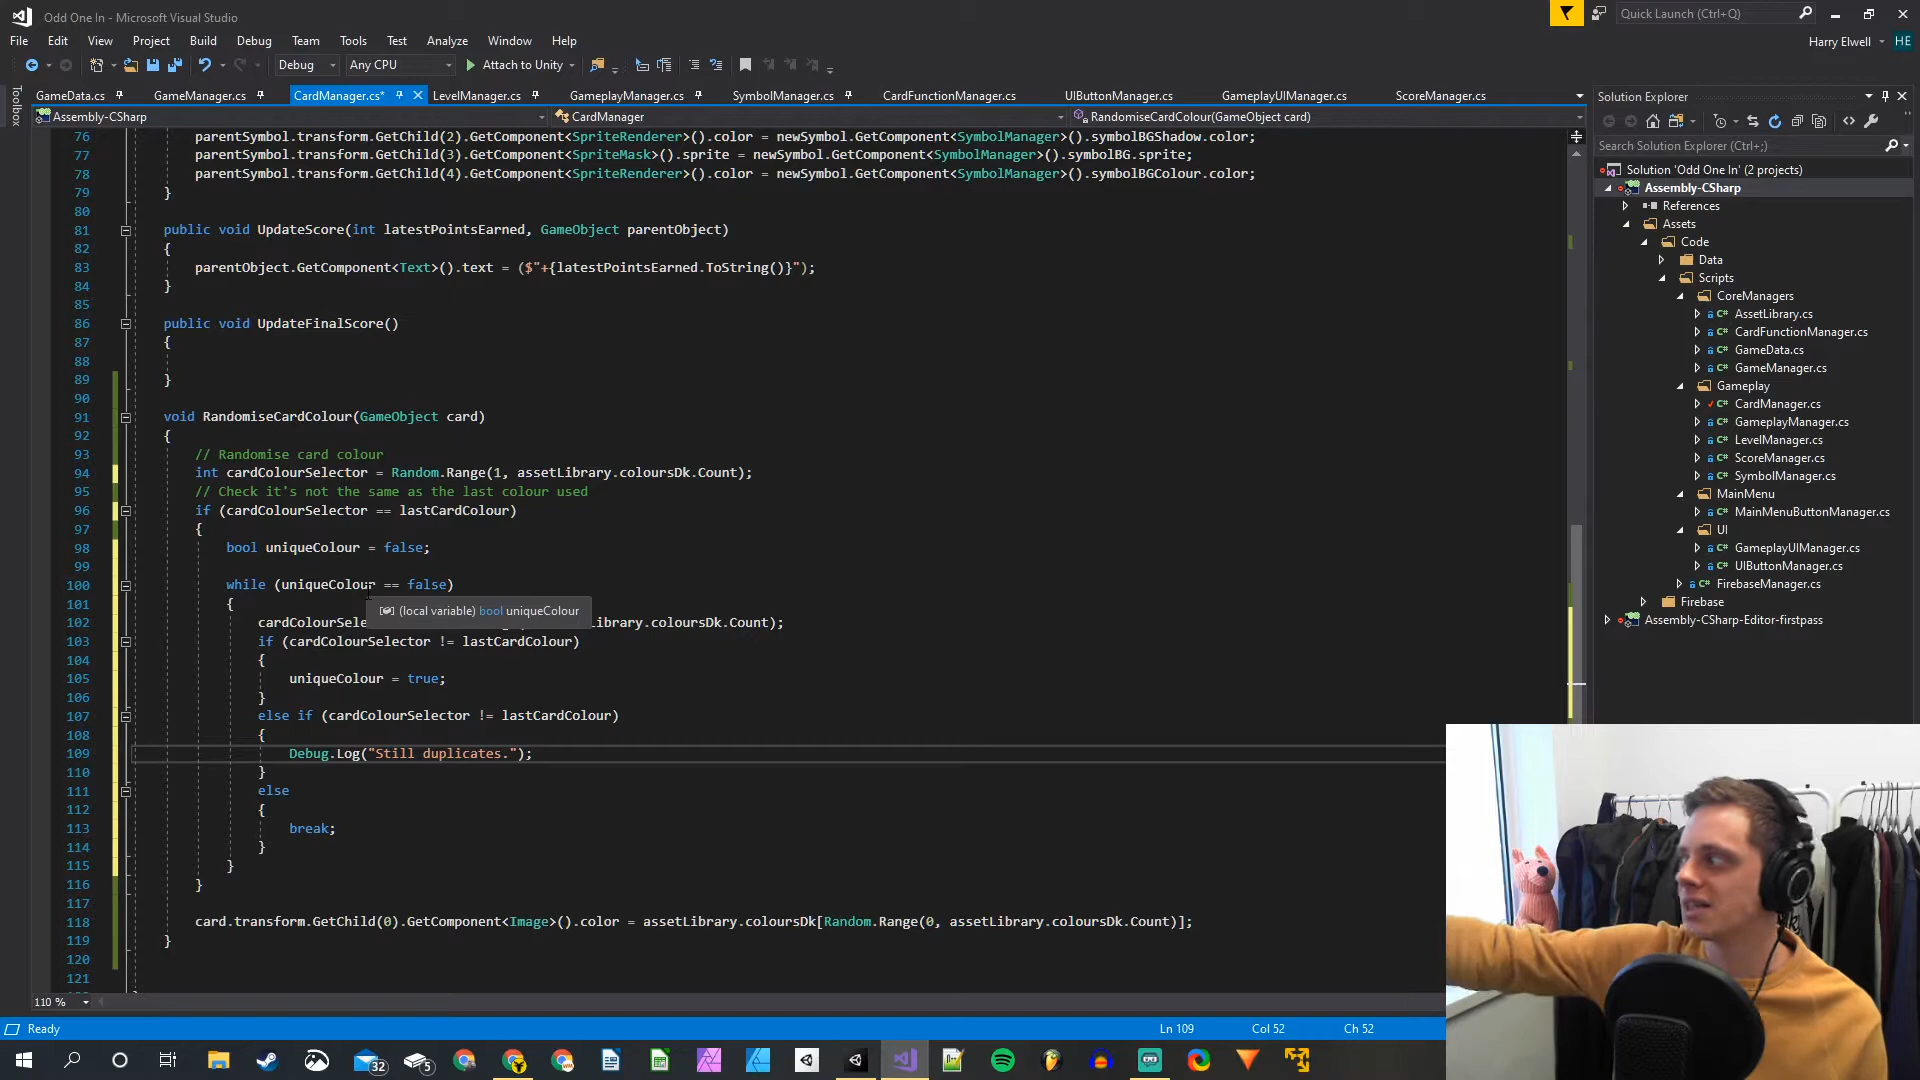 Odd One In - Microsoft Visual Studio
Quick Launch (Ctrl+Q)
File Edit View Project Build Debug Team Tools Test Analyze Window Help
Harry Elwell HE
Debug Any CPU Attach to Unity
Toolbox
GameData.cs GameManager.cs CardManager.cs* LevelManager.cs GameplayManager.cs SymbolManager.cs CardFunctionManager.cs UIButtonManager.cs GameplayUIManager.cs ScoreManager.cs
Assembly-CSharp CardManager RandomiseCardColour(GameObject card)
76 parentSymbol.transform.GetChild(2).GetComponent<SpriteRenderer>().color = newSymbol.GetComponent<SymbolManager>().symbolBGShadow.color;
77 parentSymbol.transform.GetChild(3).GetComponent<SpriteMask>().sprite = newSymbol.GetComponent<SymbolManager>().symbolBG.sprite;
78 parentSymbol.transform.GetChild(4).GetComponent<SpriteRenderer>().color = newSymbol.GetComponent<SymbolManager>().symbolBGColour.color;
79 }
80
81 public void UpdateScore(int latestPointsEarned, GameObject parentObject)
82 {
83 parentObject.GetComponent<Text>().text = ($"+{latestPointsEarned.ToString()}");
84 }
85
86 public void UpdateFinalScore()
87 {
88
89 }
90
91 void RandomiseCardColour(GameObject card)
92 {
93 // Randomise card colour
94 int cardColourSelector = Random.Range(1, assetLibrary.coloursDk.Count);
95 // Check it's not the same as the last colour used
96 if (cardColourSelector == lastCardColour)
97 {
98 bool uniqueColour = false;
99
100 while (uniqueColour == false)
101 {
(local variable) bool uniqueColour
102 cardColourSele ibrary.coloursDk.Count);
103 if (cardColourSelector != lastCardColour)
104 {
105 uniqueColour = true;
106 }
107 else if (cardColourSelector != lastCardColour)
108 {
109 Debug.Log("Still duplicates.");
110 }
111 else
112 {
113 break;
114 }
115 }
116 }
117
118 card.transform.GetChild(0).GetComponent<Image>().color = assetLibrary.coloursDk[Random.Range(0, assetLibrary.coloursDk.Count)];
119 }
120
121
110 %
Solution Explorer
Search Solution Explorer (Ctrl+;)
Solution 'Odd One In' (2 projects)
Assembly-CSharp
References
Assets
Code
Data
Scripts
CoreManagers
AssetLibrary.cs
CardFunctionManager.cs
GameData.cs
GameManager.cs
Gameplay
CardManager.cs
GameplayManager.cs
LevelManager.cs
ScoreManager.cs
SymbolManager.cs
MainMenu
MainMenuButtonManager.cs
UI
GameplayUIManager.cs
UIButtonManager.cs
FirebaseManager.cs
Firebase
Assembly-CSharp-Editor-firstpass
Ready Ln 109 Col 52 Ch 52
32 5